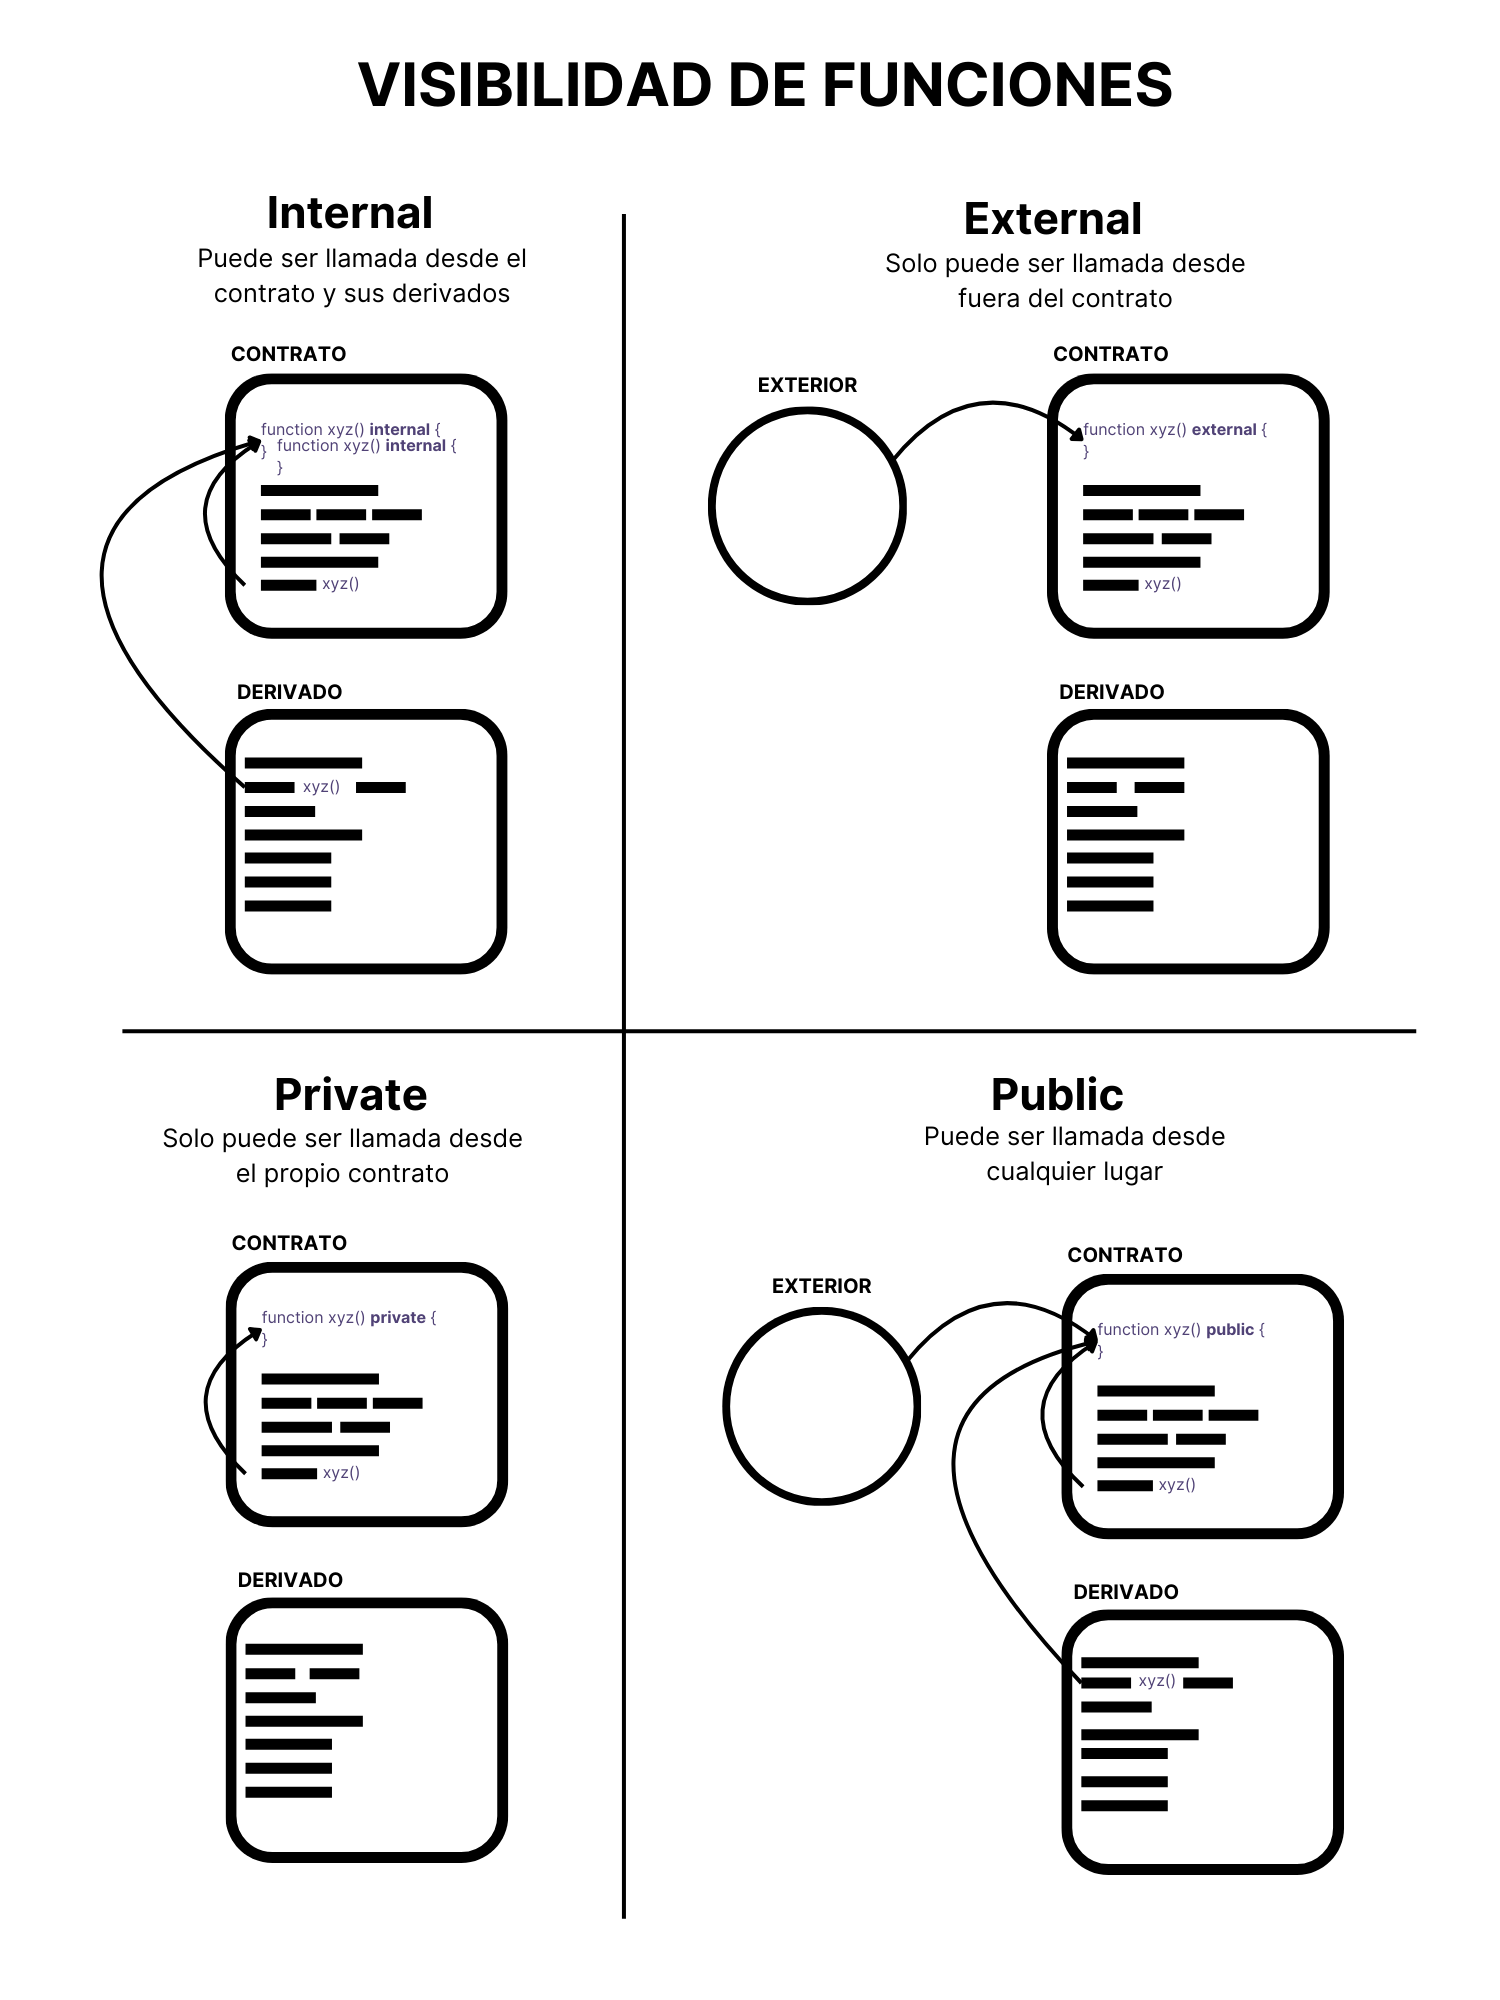 VISIBILIDAD DE FUNCIONES
Internal
Puede ser llamada desde el
contrato y sus derivados
CONTRATO
function xyz() internal {
}
function xyz() internal {
}
xyz()
DERIVADO
xyz()
External
Solo puede ser llamada desde
fuera del contrato
EXTERIOR
CONTRATO
function xyz() external {
}
xyz()
DERIVADO
Private
Solo puede ser llamada desde
el propio contrato
CONTRATO
function xyz() private {
}
xyz()
DERIVADO
Public
Puede ser llamada desde
cualquier lugar
EXTERIOR
CONTRATO
function xyz() public {
}
xyz()
DERIVADO
xyz()